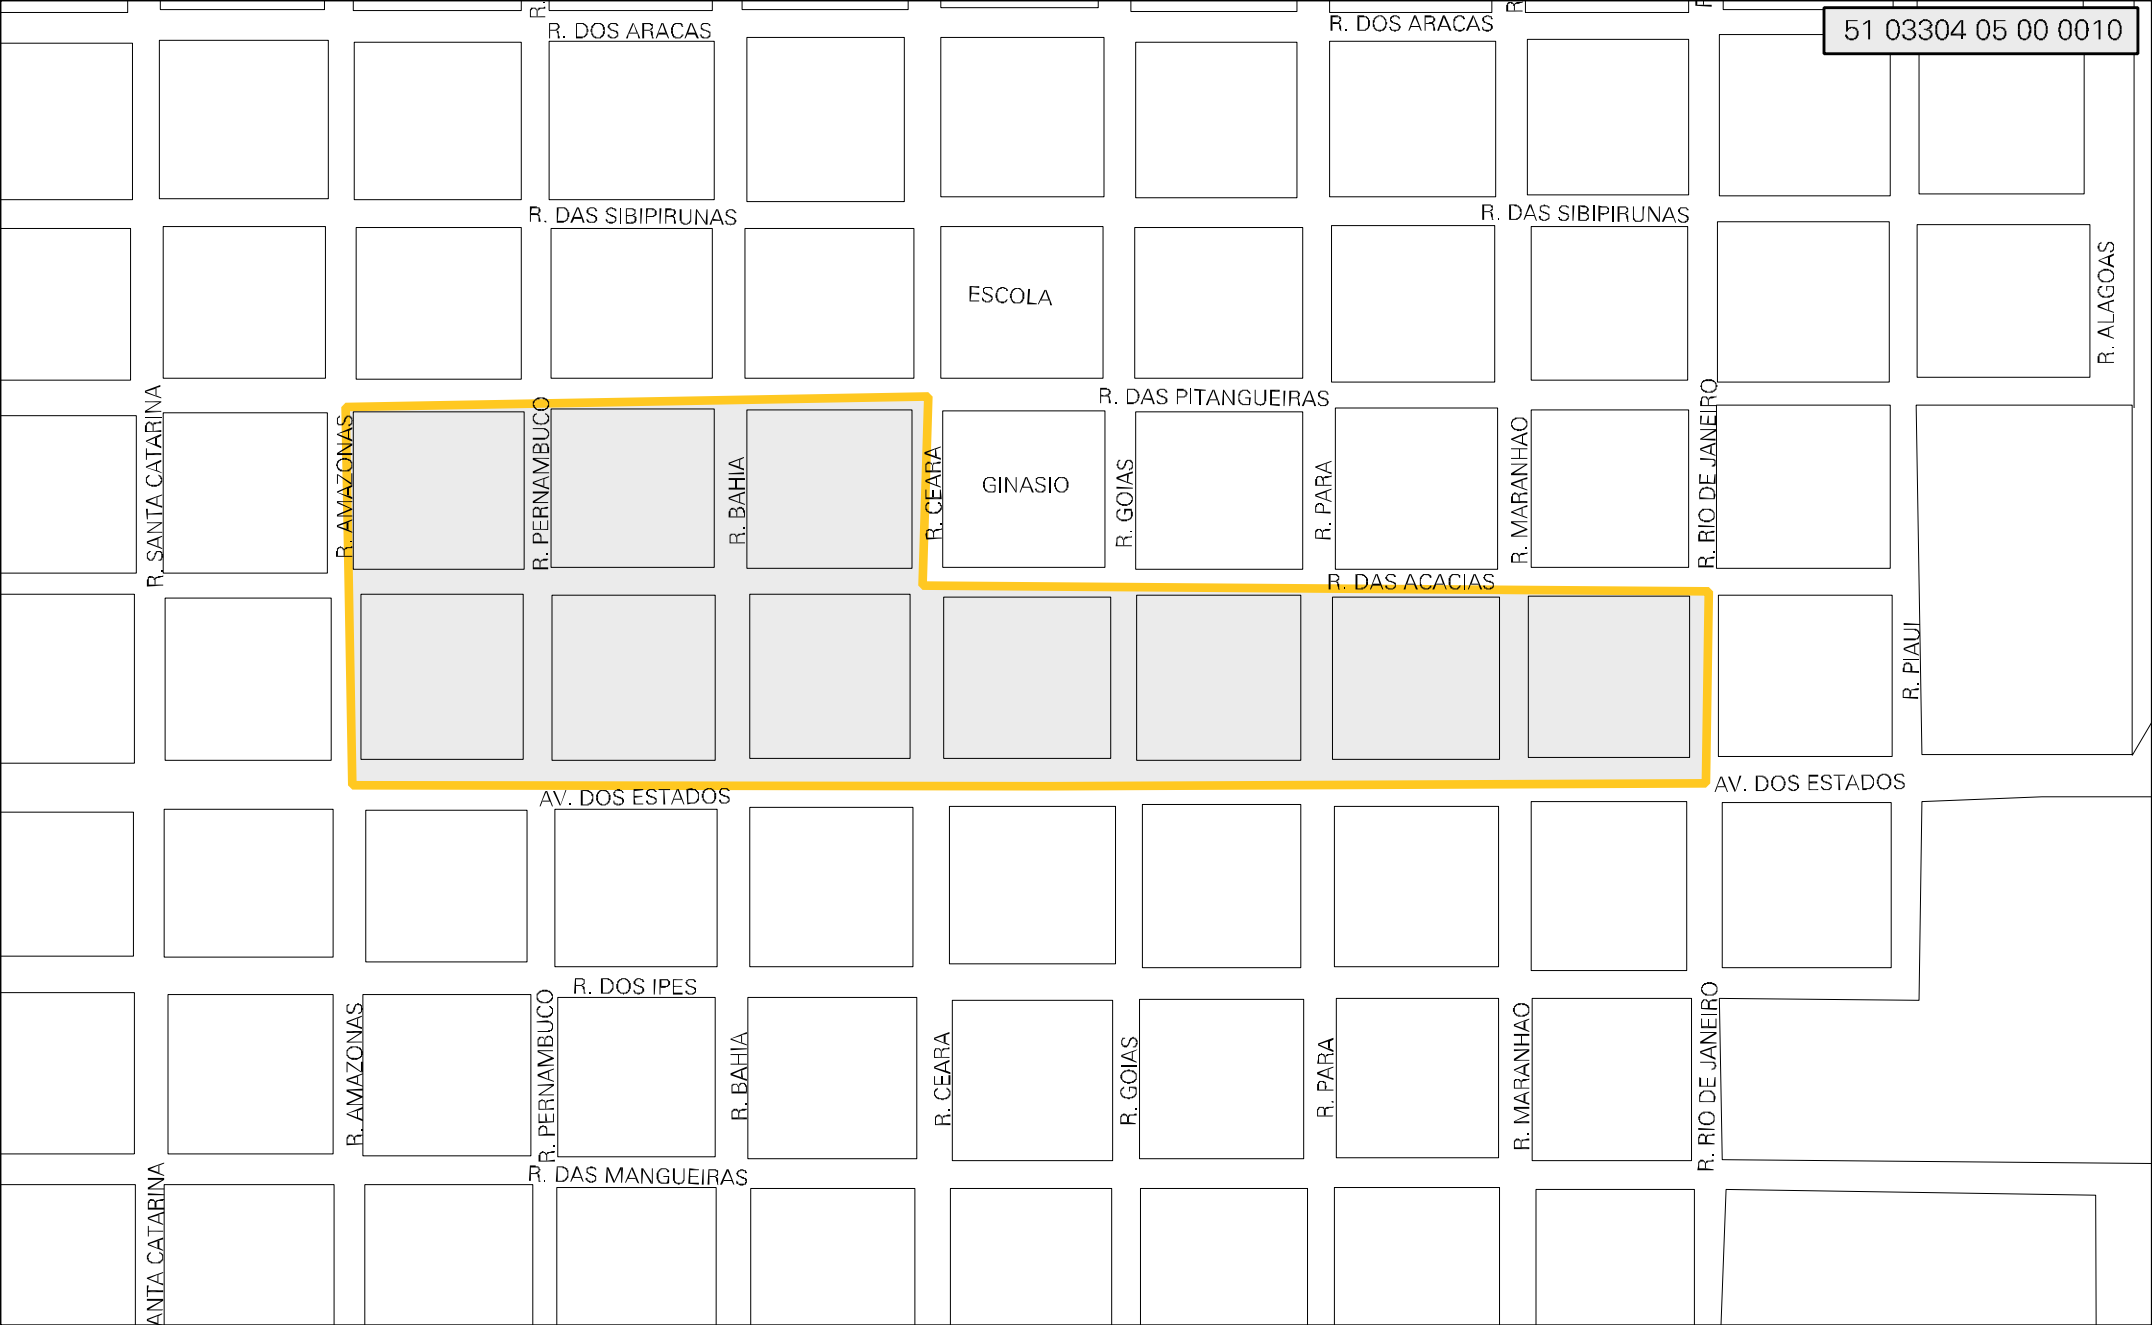 R.
R. DOS ARACAS
R. DOS ARACAS
51 03304 05 00 0010
R. DAS SIBIPIRUNAS
R. DAS SIBIPIRUNAS
ESCOLA
R. ALAGOAS
R. DAS PITANGUEIRAS
R. SANTA CATARINA
R. AMAZONAS
R. PERNAMBUCO
R. BAHIA
R. CEARA
GINASIO
R. GOIAS
R. PARA
R. MARANHAO
R. RIO DE JANEIRO
R. DAS ACACIAS
R. PIAUI
AV. DOS ESTADOS
AV. DOS ESTADOS
R. DOS IPES
R. AMAZONAS
R. PERNAMBUCO
R. BAHIA
R. CEARA
R. GOIAS
R. PARA
R. MARANHAO
R. RIO DE JANEIRO
R. DAS MANGUEIRAS
ANTA CATARINA